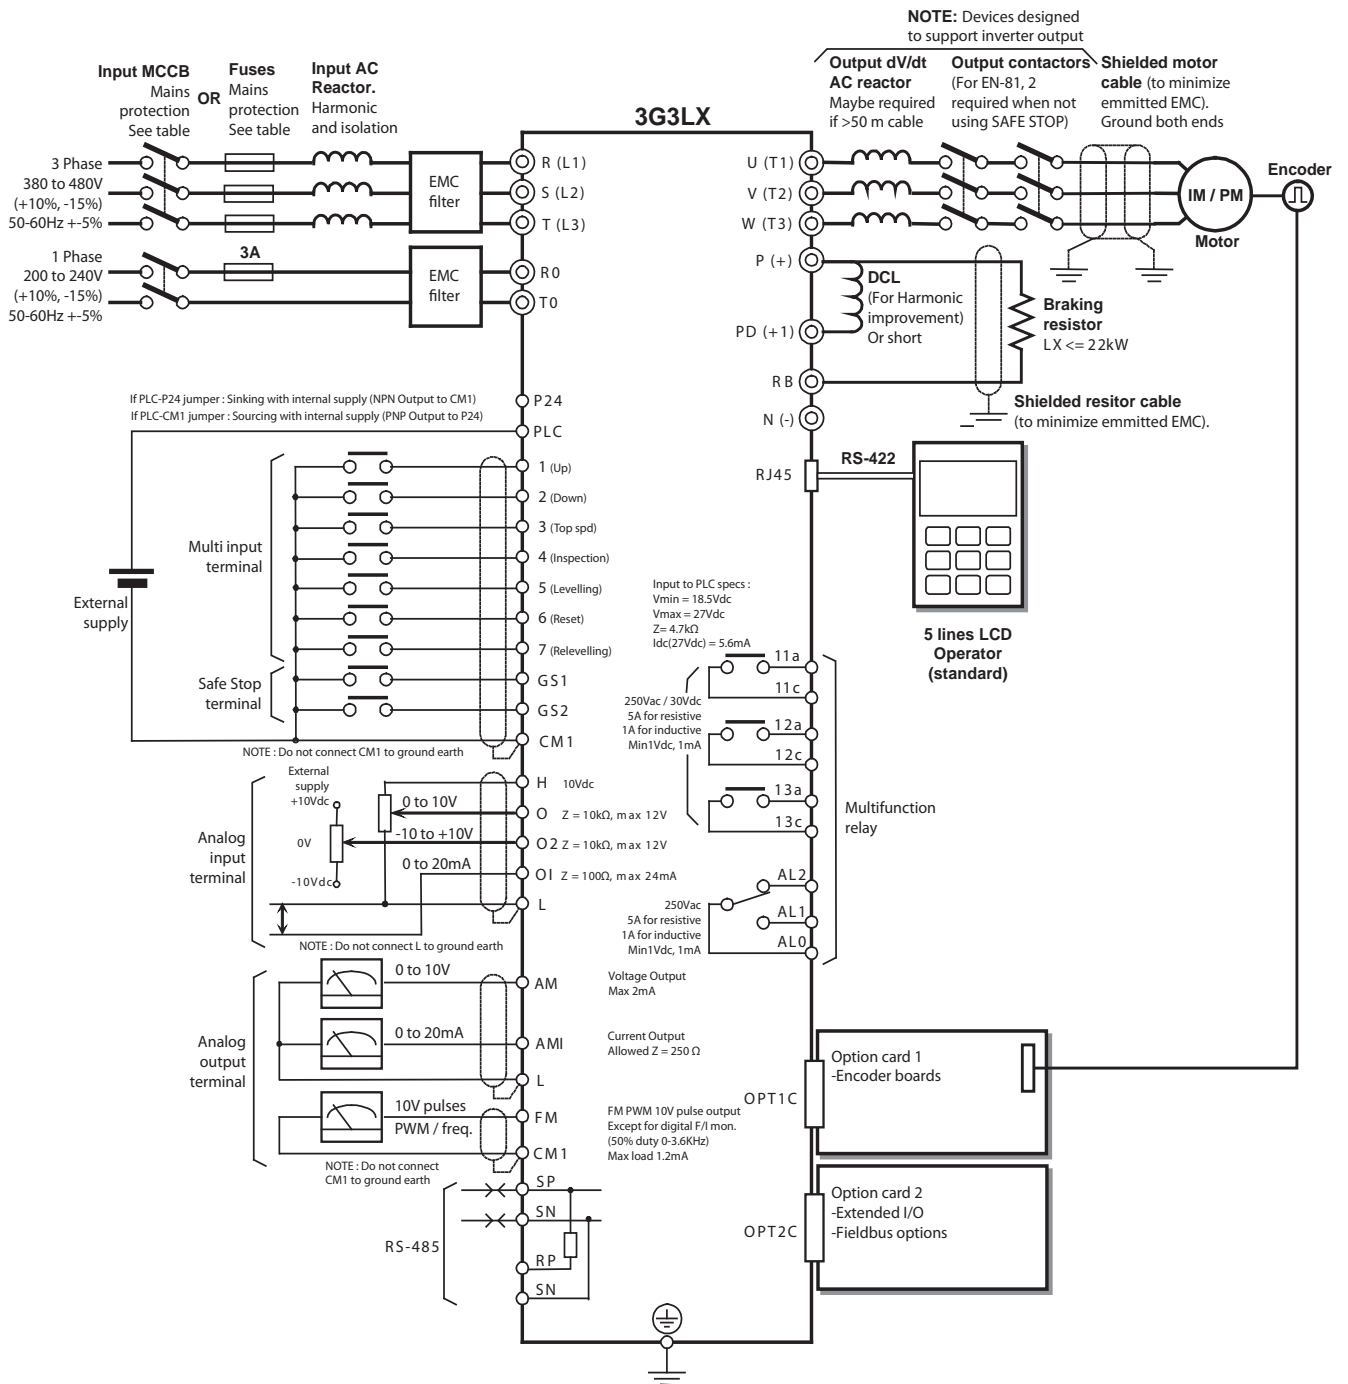 NOTE: Devices designed
to support inverter output
Input MCCB
Mains
protection
See table
OR
Fuses
Mains
protection
See table
Input AC
Reactor.
Harmonic
and isolation
3G3LX
Output dV/dt
AC reactor
Maybe required
if >50 m cable
Output contactors
(For EN-81, 2
required when not
using SAFE STOP)
Shielded motor
cable (to minimize
emmitted EMC).
Ground both ends
3 Phase
380 to 480V
(+10%, -15%)
50-60Hz +-5%
EMC
filter
R (L1)
S (L2)
T (L3)
U (T1)
V (T2)
W (T3)
IM / PM
Motor
Encoder
1 Phase
200 to 240V
(+10%, -15%)
50-60Hz +-5%
3A
EMC
filter
R0
T0
P (+)
PD (+1)
RB
N (-)
DCL
(For Harmonic
improvement)
Or short
Braking
resistor
LX <= 22kW
Shielded resitor cable
(to minimize emmitted EMC).
If PLC-P24 jumper : Sinking with internal supply (NPN Output to CM1)
If PLC-CM1 jumper : Sourcing with internal supply (PNP Output to P24)
P24
PLC
1 (Up)
2 (Down)
3 (Top spd)
4 (Inspection)
5 (Levelling)
6 (Reset)
7 (Relevelling)
GS1
GS2
CM1
Multi input
terminal
External
supply
Safe Stop
terminal
NOTE : Do not connect CM1 to ground earth
RJ45
RS-422
5 lines LCD
Operator
(standard)
Input to PLC specs :
Vmin = 18.5Vdc
Vmax = 27Vdc
Z= 4.7kΩ
Idc(27Vdc) = 5.6mA
11a
11c
12a
12c
13a
13c
250Vac / 30Vdc
5A for resistive
1A for inductive
Min1Vdc, 1mA
Multifunction
relay
AL2
AL1
AL0
250Vac
5A for resistive
1A for inductive
Min1Vdc, 1mA
Analog
input
terminal
External
supply
+10Vdc
0V
-10Vdc
0 to 10V
-10 to +10V
0 to 20mA
H 10Vdc
O Z = 10kΩ, max 12V
O2 Z = 10kΩ, max 12V
OI Z = 100Ω, max 24mA
L
NOTE : Do not connect L to ground earth
Analog
output
terminal
0 to 10V
0 to 20mA
10V pulses
PWM / freq.
AM
AMI
L
FM
CM1
Voltage Output
Max 2mA
Current Output
Allowed Z = 250 Ω
FM PWM 10V pulse output
Except for digital F/I mon.
(50% duty 0-3.6KHz)
Max load 1.2mA
NOTE : Do not connect
CM1 to ground earth
RS-485
SP
SN
RP
SN
OPT1C
Option card 1
-Encoder boards
OPT2C
Option card 2
-Extended I/O
-Fieldbus options